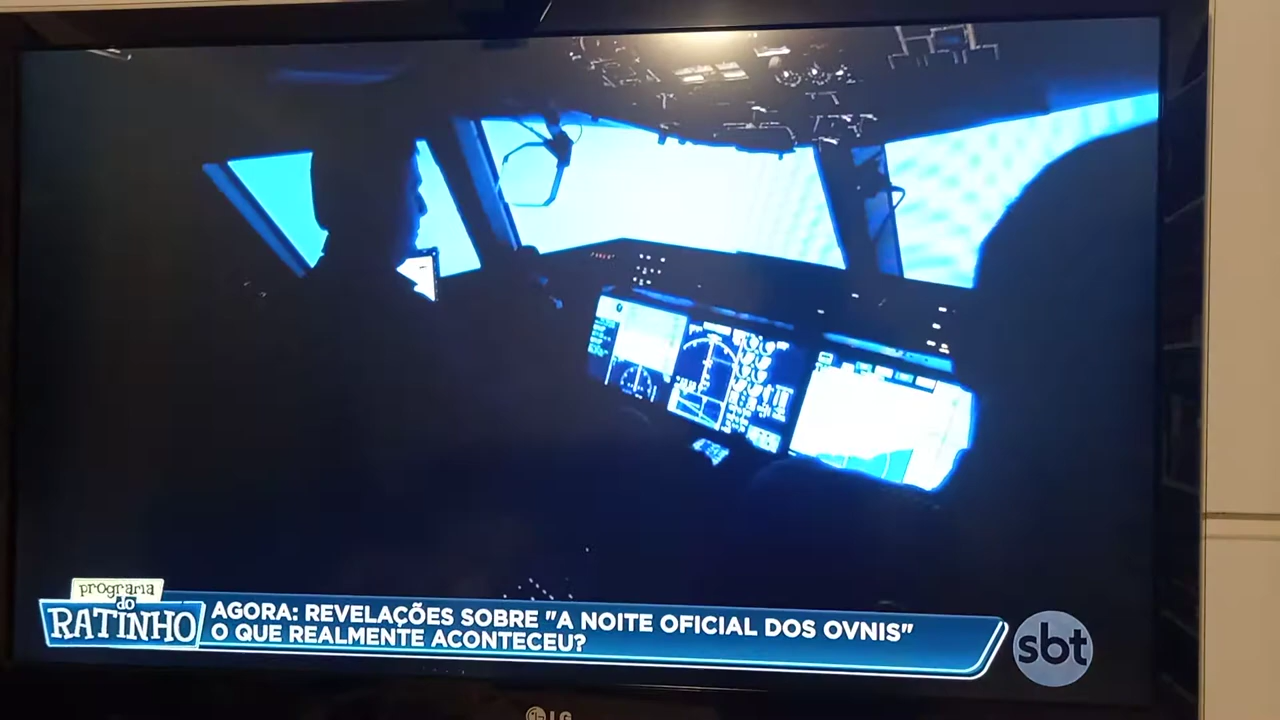 programa
do
RATINHO
AGORA: REVELAÇÕES SOBRE "A NOITE OFICIAL DOS OVNIS"
O QUE REALMENTE ACONTECEU?
sbt
LG